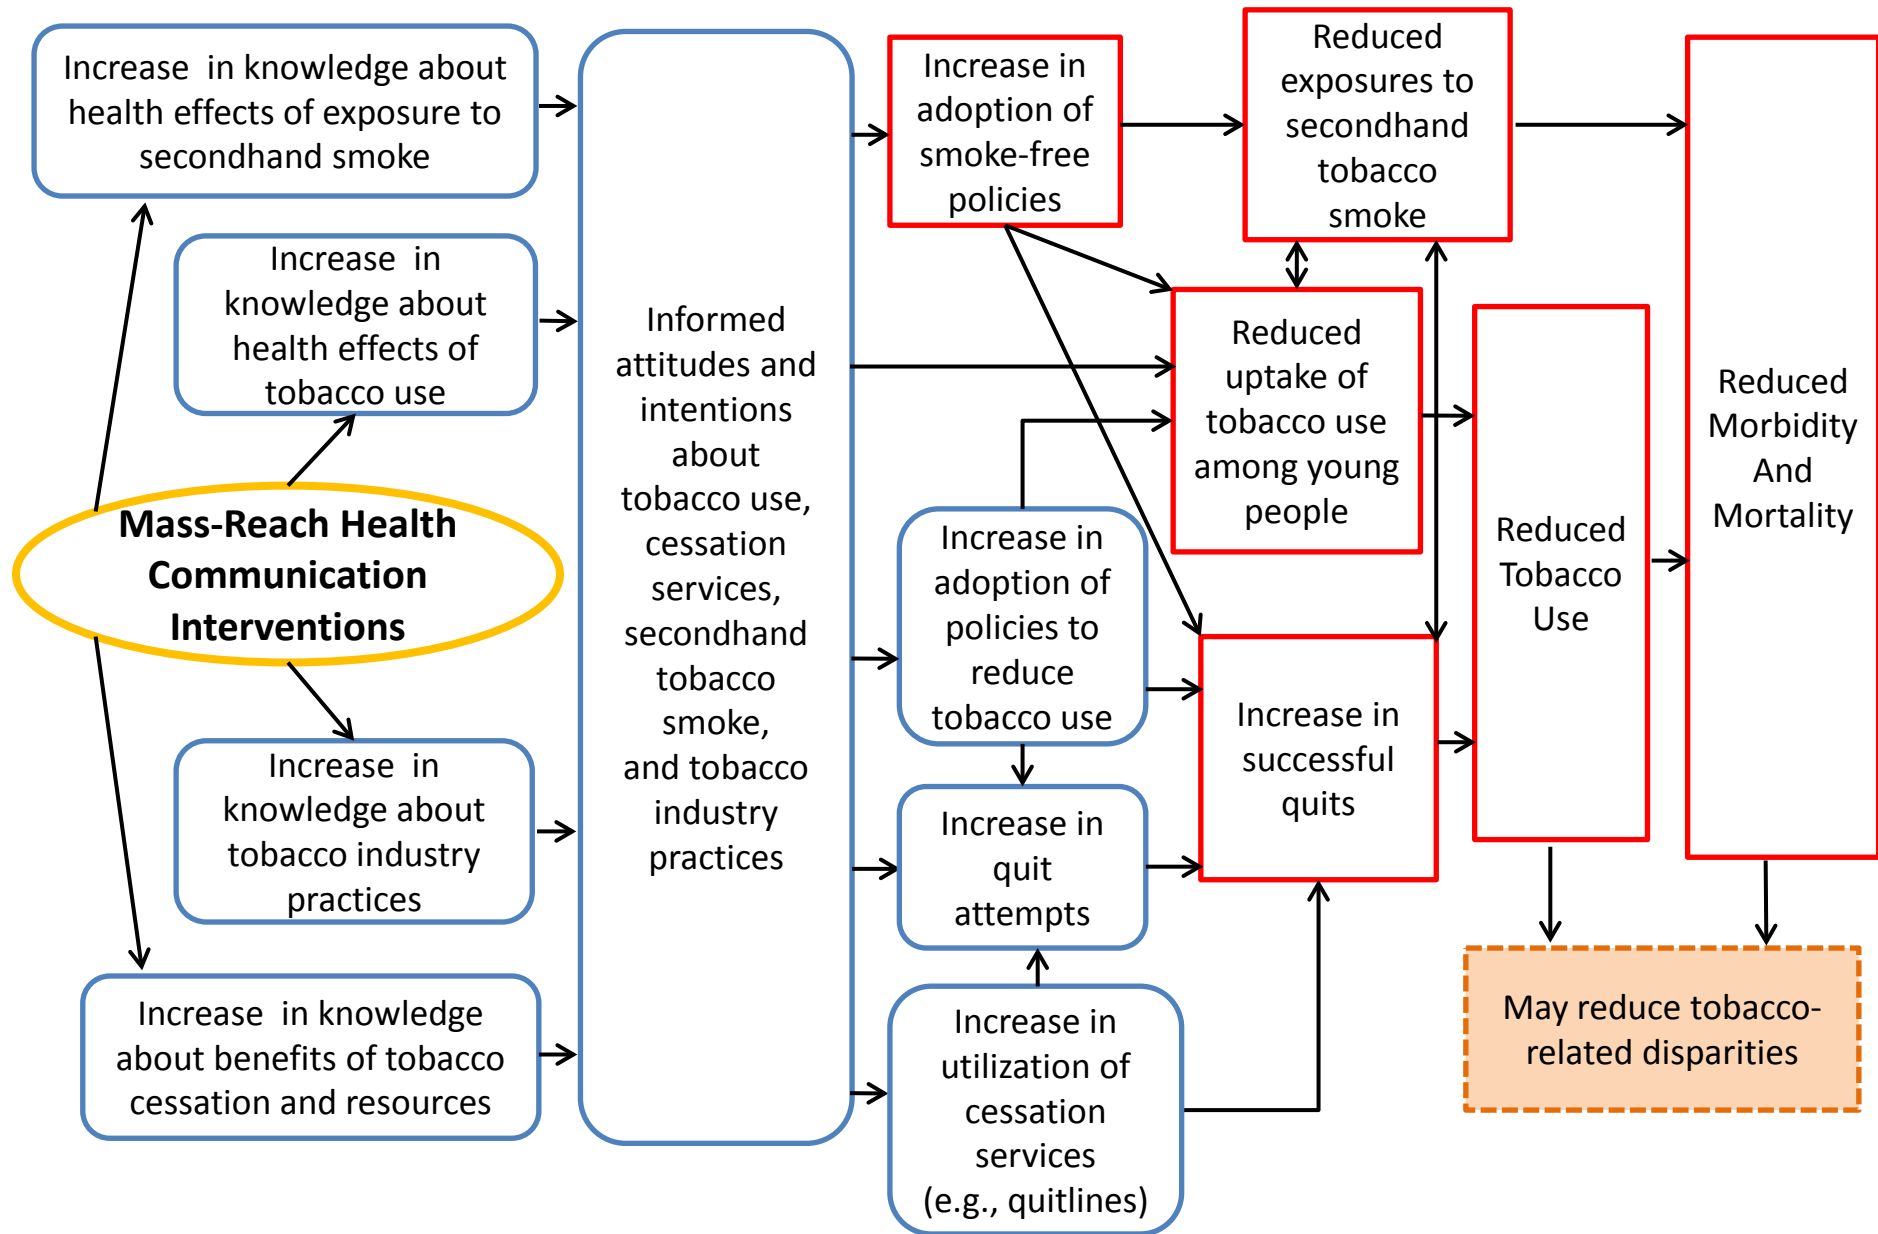 Increase in knowledge about
health effects of exposure to
secondhand smoke
Increase in
knowledge about
health effects of
tobacco use
Mass-Reach Health
Communication
Interventions
Increase in
knowledge about
tobacco industry
practices
Increase in knowledge
about benefits of tobacco
cessation and resources
Informed
attitudes and
intentions
about
tobacco use,
cessation
services,
secondhand
tobacco
smoke,
and tobacco
industry
practices
Increase in
adoption of
smoke-free
policies
Increase in
adoption of
policies to
reduce
tobacco use
Increase in
quit
attempts
Increase in
utilization of
cessation
services
(e.g., quitlines)
Reduced
exposures to
secondhand
tobacco
smoke
Reduced
uptake of
tobacco use
among young
people
Increase in
successful
quits
Reduced
Tobacco
Use
Reduced
Morbidity
And
Mortality
May reduce tobacco-
related disparities